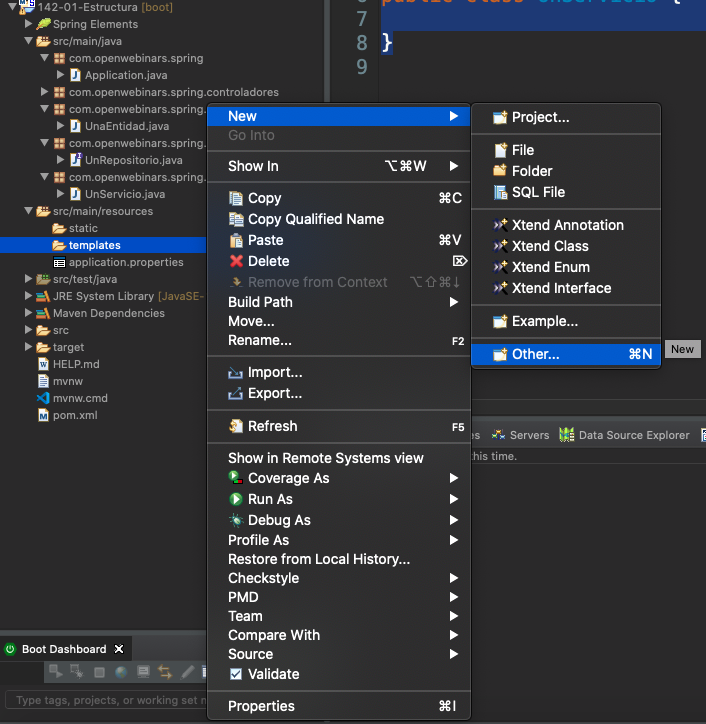 142-01-Estructura [boot]
Spring Elements
src/main/java
com.openwebinars.spring
Application.java
com.openwebinars.spring.controladores
com.openwebinars.spring.
UnaEntidad.java
com.openwebinars.spring.
UnRepositorio.java
com.openwebinars.spring.
UnServicio.java
src/main/resources
static
templates
application.properties
src/test/java
JRE System Library [JavaSE-
Maven Dependencies
src
target
HELP.md
mvnw
mvnw.cmd
pom.xml
public class UnServicio {
7
8 }
9
New
Go Into
Show In ⌥⌘W
Copy ⌘C
Copy Qualified Name
Paste ⌘V
Delete ⌦
Remove from Context ⌥⇧⌘↓
Build Path
Move...
Rename... F2
Import...
Export...
Refresh F5
Show in Remote Systems view
Coverage As
Run As
Debug As
Profile As
Restore from Local History...
Checkstyle
PMD
Team
Compare With
Source
Validate
Properties ⌘I
Project...
File
Folder
SQL File
Xtend Annotation
Xtend Class
Xtend Enum
Xtend Interface
Example...
Other... ⌘N
New
Servers
Data Source Explorer
this time.
Boot Dashboard
Type tags, projects, or working set n